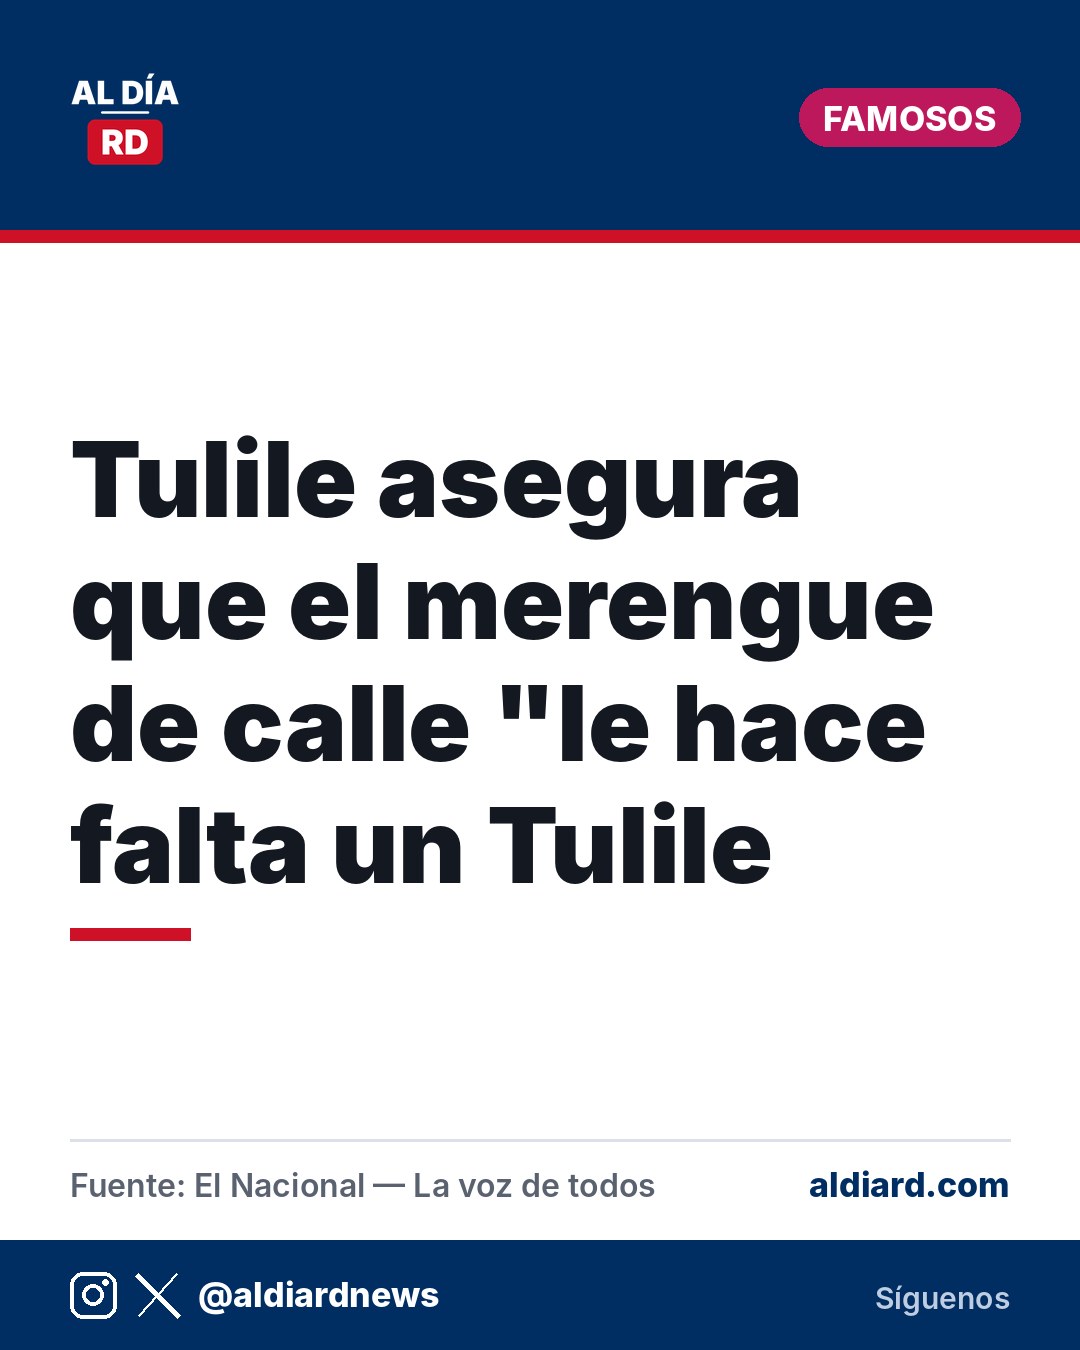 AL DÍA
RD
FAMOSOS
Tulile asegura
que el merengue
de calle "le hace
falta un Tulile
Fuente: El Nacional — La voz de todos
aldiard.com
@aldiardnews
Síguenos